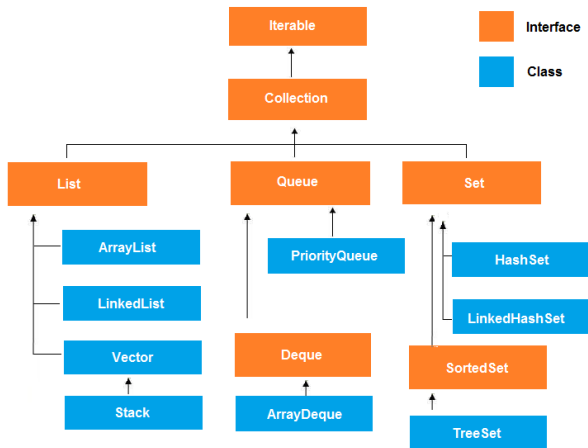 Iterable
Interface
Class
Collection
List
Queue
Set
ArrayList
PriorityQueue
HashSet
LinkedList
LinkedHashSet
Vector
Deque
SortedSet
Stack
ArrayDeque
TreeSet